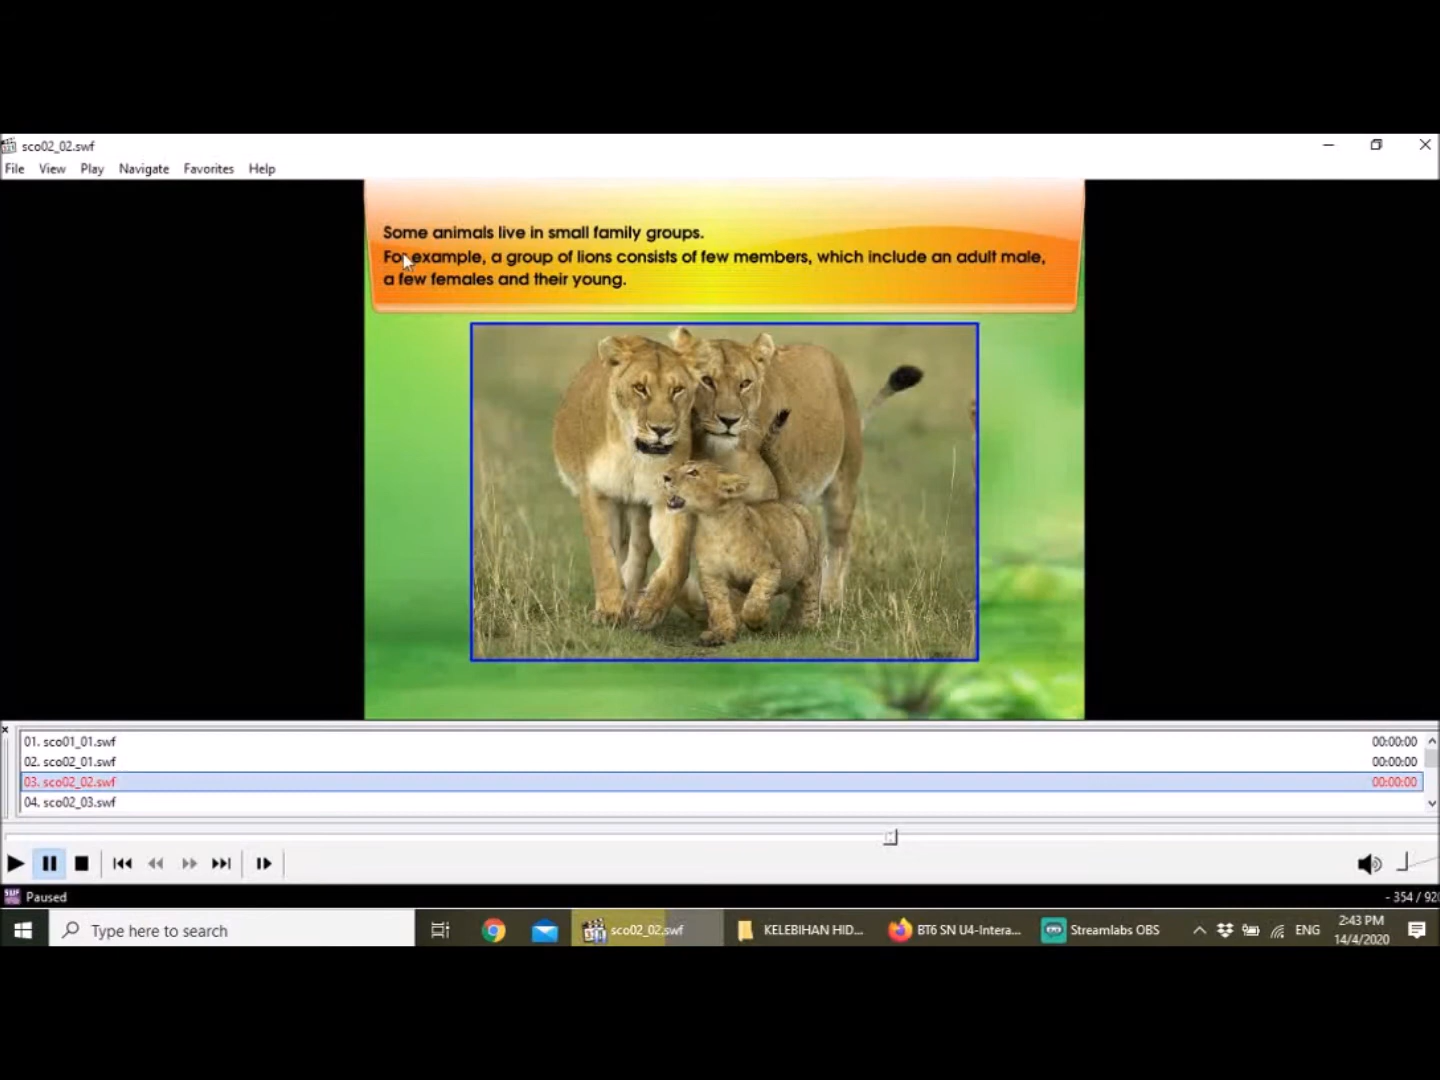 sco02_02.swf
File View Play Navigate Favorites Help
Some animals live in small family groups.
For example, a group of lions consists of few members, which include an adult male,
a few females and their young.
01. sco01_01.swf 00:00:00
02. sco02_01.swf 00:00:00
03. sco02_02.swf 00:00:00
04. sco02_03.swf
Paused - 354 / 920
Type here to search sco02_02.swf KELEBIHAN HID... BT6 SN U4-Intera... Streamlabs OBS ENG 2:43 PM
14/4/2020